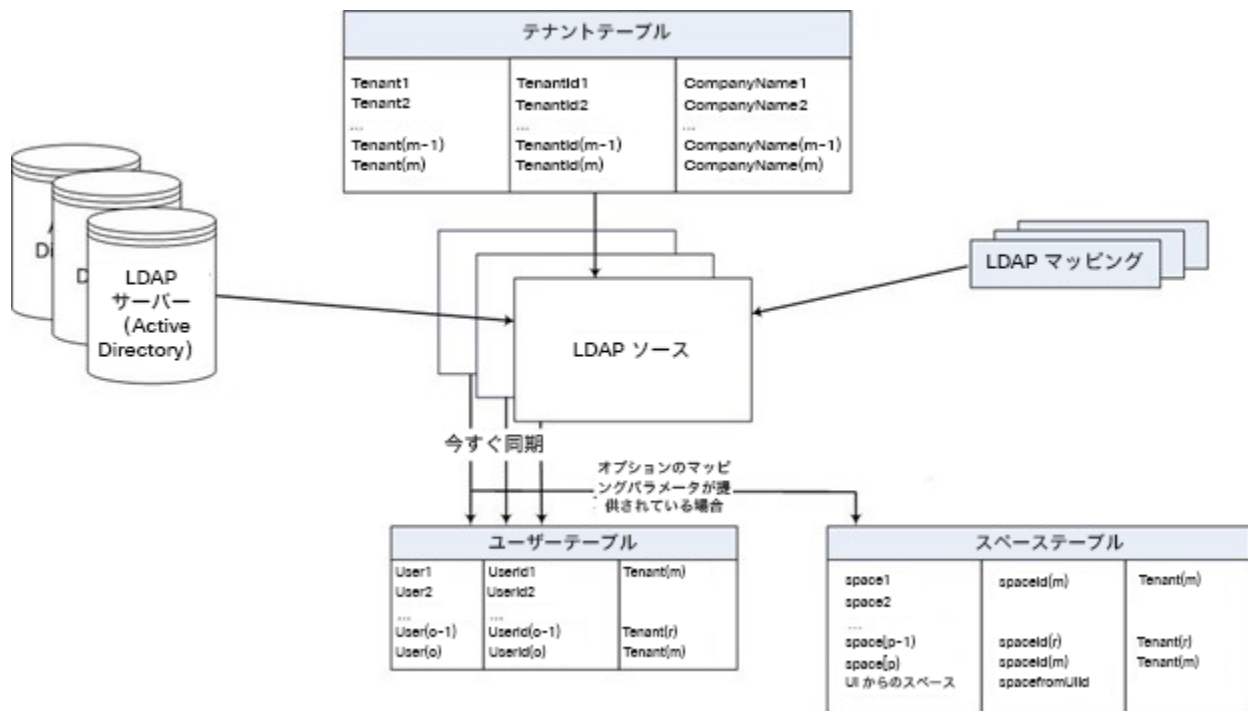 テナントテーブル
Tenant1
Tenant2
...
Tenant(m-1)
Tenant(m)
TenantId1
TenantId2
...
TenantId(m-1)
TenantId(m)
CompanyName1
CompanyName2
...
CompanyName(m-1)
CompanyName(m)
Di
D
LDAP
サーバー
(Active
Directory)
LDAP マッピング
LDAP ソース
今すぐ同期
オプションのマッピ
ングパラメータが提
供されている場合
ユーザーテーブル
User1
User2
...
User(o-1)
User(o)
UserId1
UserId2
...
UserId(o-1)
UserId(o)
Tenant(m)
Tenant(r)
Tenant(m)
スペーステーブル
space1
space2
...
space[p-1)
space[p)
UI からのスペース
spaceId(m)
spaceId(r)
spaceId(m)
spacefromUIId
Tenant(m)
Tenant(r)
Tenant(m)